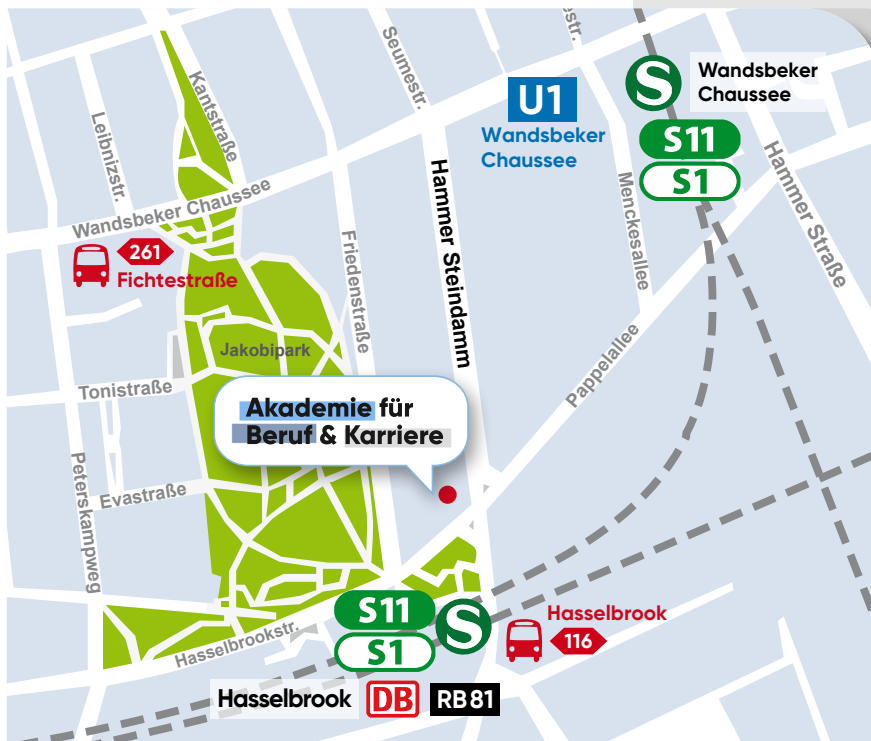 estr.
Seumestr.
Kantstraße
Leibnizstr.
U1
Wandsbeker
Chaussee
S
Wandsbeker
Chaussee
S11
S1
Hammer Straße
Menckesallee
Hammer Steindamm
Wandsbeker Chaussee
261
Fichtestraße
Friedenstraße
Jakobipark
Pappelallee
Tonistraße
Akademie für
Beruf & Karriere
Peterskampweg
Evastraße
Hasselbrookstr.
S11
S1
S
Hasselbrook
116
Hasselbrook
DB
RB81